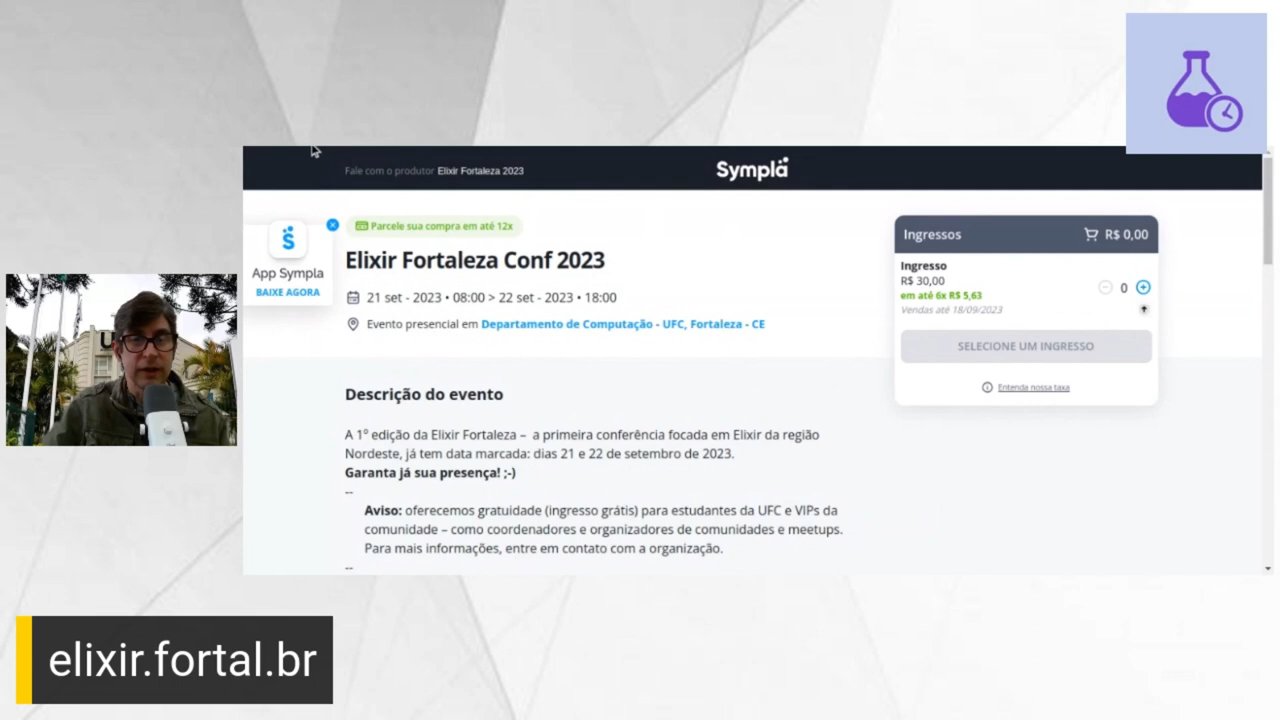 Fale com o produtor Elixir Fortaleza 2023
Symplå
Parcele sua compra em até 12x
App Sympla
BAIXE AGORA
Elixir Fortaleza Conf 2023
21 set - 2023 • 08:00 > 22 set - 2023 • 18:00
Evento presencial em Departamento de Computação - UFC, Fortaleza - CE
Ingressos R$ 0,00
Ingresso
R$ 30,00
em até 6x R$ 5,63
Vendas até 18/09/2023
0
SELECIONE UM INGRESSO
Entenda nossa taxa
Descrição do evento
A 1º edição da Elixir Fortaleza – a primeira conferência focada em Elixir da região
Nordeste, já tem data marcada: dias 21 e 22 de setembro de 2023.
Garanta já sua presença! ;-)
--
Aviso: oferecemos gratuidade (ingresso grátis) para estudantes da UFC e VIPs da
comunidade – como coordenadores e organizadores de comunidades e meetups.
Para mais informações, entre em contato com a organização.
--
elixir.fortal.br